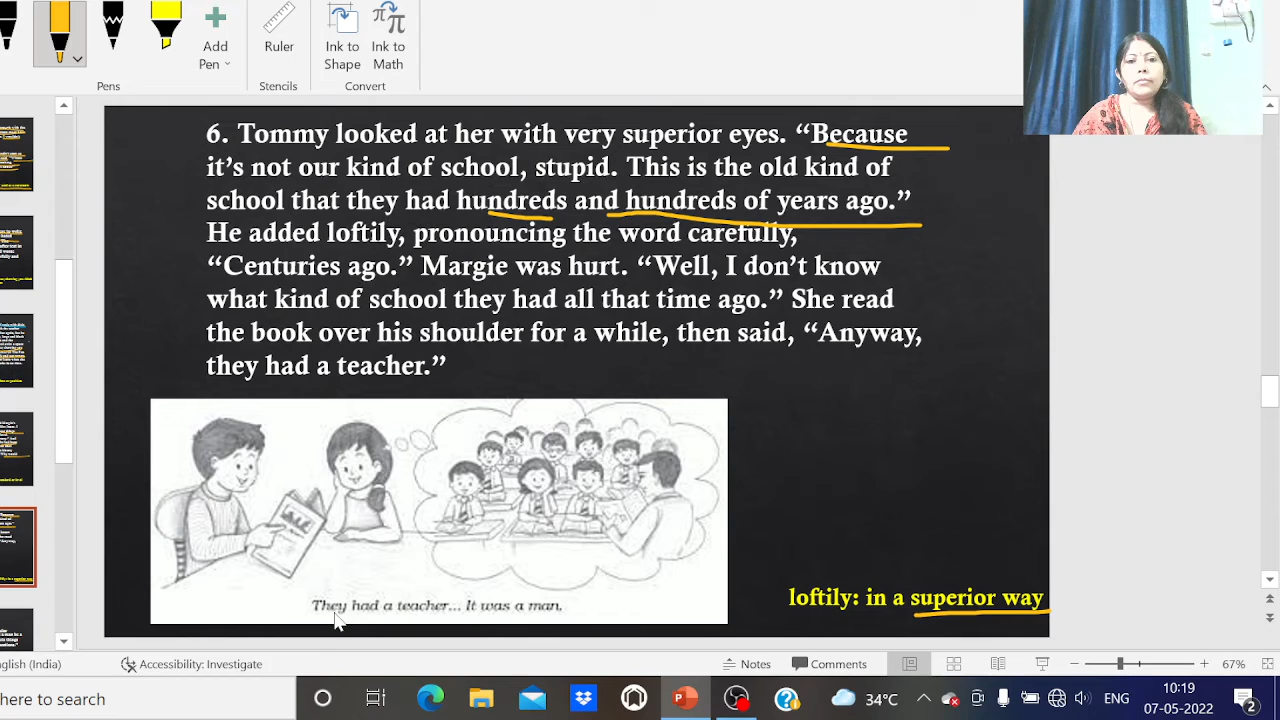 Add
Pen
Ruler
Ink to
Shape
Ink to
Math
Pens
Stencils
Convert
6. Tommy looked at her with very superior eyes. “Because
it’s not our kind of school, stupid. This is the old kind of
school that they had hundreds and hundreds of years ago.”
He added loftily, pronouncing the word carefully,
“Centuries ago.” Margie was hurt. “Well, I don’t know
what kind of school they had all that time ago.” She read
the book over his shoulder for a while, then said, “Anyway,
they had a teacher.”
They had a teacher... It was a man.
loftily: in a superior way
nglish (India)
Accessibility: Investigate
Notes
Comments
67%
here to search
34°C
ENG
10:19
07-05-2022
2